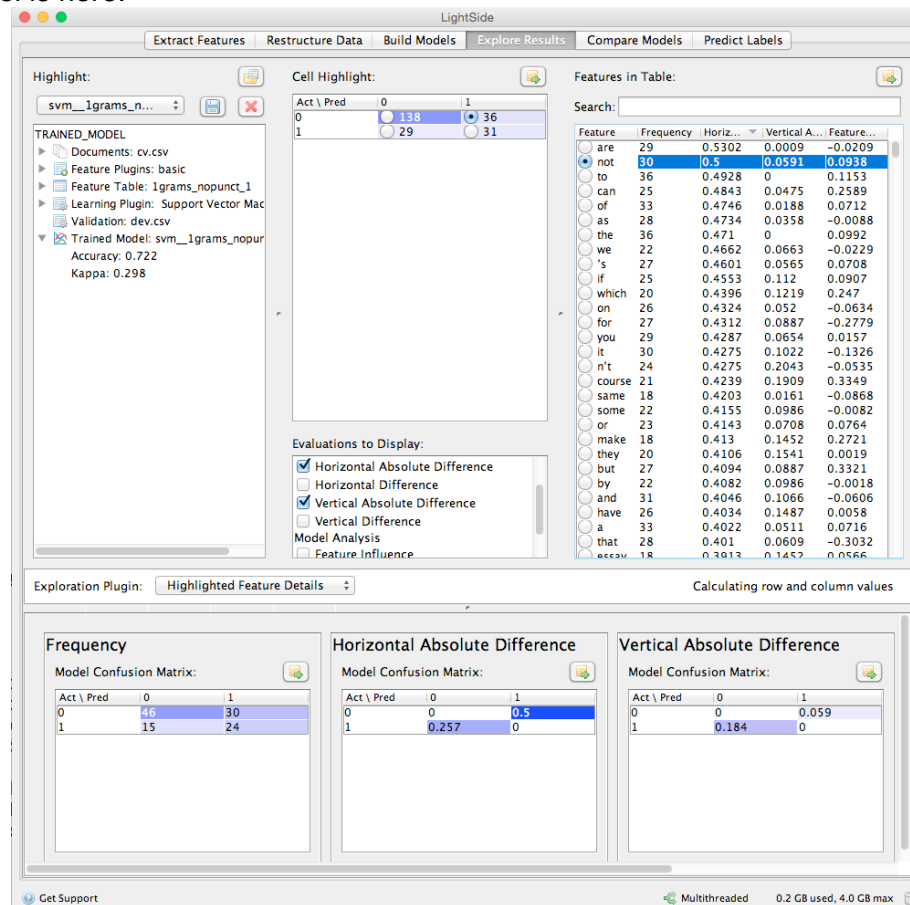 LightSide
Extract Features Restructure Data Build Models Explore Results Compare Models Predict Labels
Highlight:
svm__1grams_n...
TRAINED_MODEL
Documents: cv.csv
Feature Plugins: basic
Feature Table: 1grams_nopunct_1
Learning Plugin: Support Vector Mac
Validation: dev.csv
Trained Model: svm__1grams_nopur
Accuracy: 0.722
Kappa: 0.298
Cell Highlight:
Act \ Pred 0 1
0 138 36
1 29 31
Evaluations to Display:
Horizontal Absolute Difference
Horizontal Difference
Vertical Absolute Difference
Vertical Difference
Model Analysis
Feature Influence
Features in Table:
Search:
Feature Frequency Horiz... Vertical A... Feature...
are 29 0.5302 0.0009 -0.0209
not 30 0.5 0.0591 0.0938
to 36 0.4928 0 0.1153
can 25 0.4843 0.0475 0.2589
of 33 0.4746 0.0188 0.0712
as 28 0.4734 0.0358 -0.0088
the 36 0.471 0 0.0992
we 22 0.4662 0.0663 -0.0229
's 27 0.4601 0.0565 0.0708
if 25 0.4553 0.112 0.0907
which 20 0.4396 0.1219 0.247
on 26 0.4324 0.052 -0.0634
for 27 0.4312 0.0887 -0.2779
you 29 0.4287 0.0654 0.0157
it 30 0.4275 0.1022 -0.1326
n't 24 0.4275 0.2043 -0.0535
course 21 0.4239 0.1909 0.3349
same 18 0.4203 0.0161 -0.0868
some 22 0.4155 0.0986 -0.0082
or 23 0.4143 0.0708 0.0764
make 18 0.413 0.1452 0.2721
they 20 0.4106 0.1541 0.0019
but 27 0.4094 0.0887 0.3321
by 22 0.4082 0.0986 -0.0018
and 31 0.4046 0.1066 -0.0606
have 26 0.4034 0.1487 0.0058
a 33 0.4022 0.0511 0.0716
that 28 0.401 0.0609 -0.3032
essay 18 0.3913 0.1452 0.0566
Exploration Plugin: Highlighted Feature Details Calculating row and column values
Frequency
Model Confusion Matrix:
Act \ Pred 0 1
0 46 30
1 15 24
Horizontal Absolute Difference
Model Confusion Matrix:
Act \ Pred 0 1
0 0 0.5
1 0.257 0
Vertical Absolute Difference
Model Confusion Matrix:
Act \ Pred 0 1
0 0 0.059
1 0.184 0
Get Support Multithreaded 0.2 GB used, 4.0 GB max